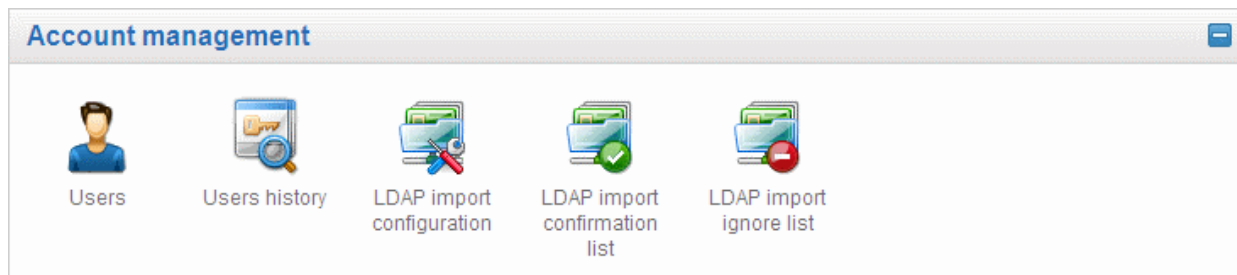 Account management
Users
Users history
LDAP import
configuration
LDAP import
confirmation
list
LDAP import
ignore list